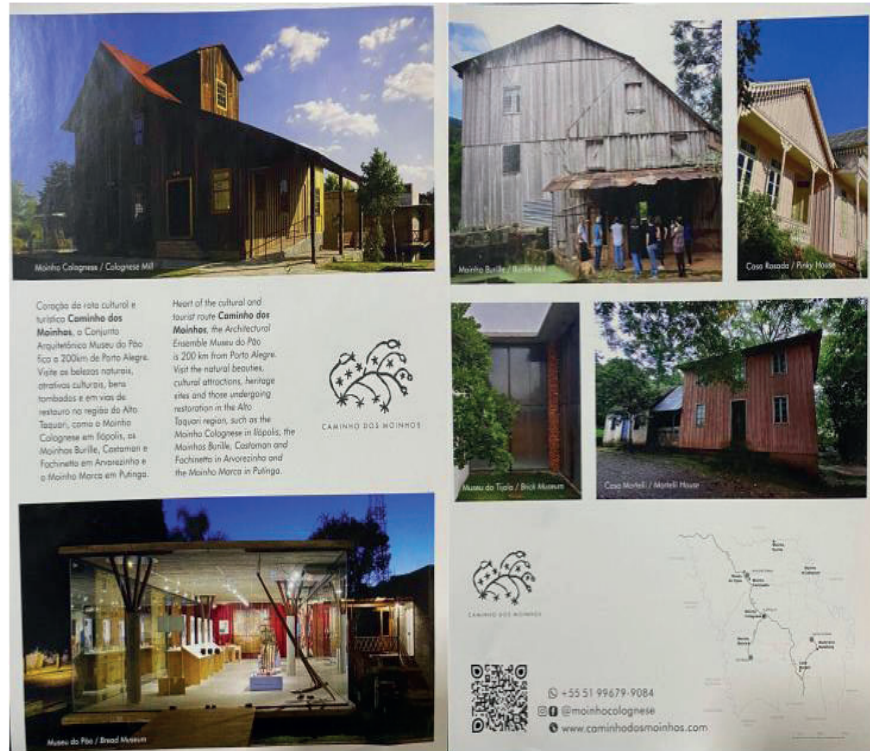 Moinho Colognese / Colognese Mill
Coração da rota cultural e
turística Caminho dos
Moinhos, o Conjunto
Arquitetônico Museu do Pão
fica a 200km de Porto Alegre.
Visite as belezas naturais,
atrativos culturais, bens
tombados e em vias de
restauro na região do Alto
Taquari, como o Moinho
Colognese em Ilópolis, os
Moinhos Burille, Castaman e
Fachinetto em Arvorezinha e
o Moinho Marca em Putinga.
Heart of the cultural and
tourist route Caminho dos
Moinhos, the Architectural
Ensemble Museu do Pão
is 200 km from Porto Alegre.
Visit the natural beauties,
cultural attractions, heritage
sites and those undergoing
restoration in the Alto
Taquari region, such as the
Moinho Colognese in Ilópolis, the
Moinhos Burille, Castaman and
Fachinetto in Arvorezinha and
the Moinho Marca in Putinga.
CAMINHO DOS MOINHOS
Museu do Pão / Bread Museum
Moinho Burille / Burille Mill
Casa Rosada / Pinky House
Museu do Tijolo / Brick Museum
Casa Martelli / Martelli House
CAMINHO DOS MOINHOS
+55 51 99679-9084
@moinhocolognese
www.caminhodosmoinhos.com